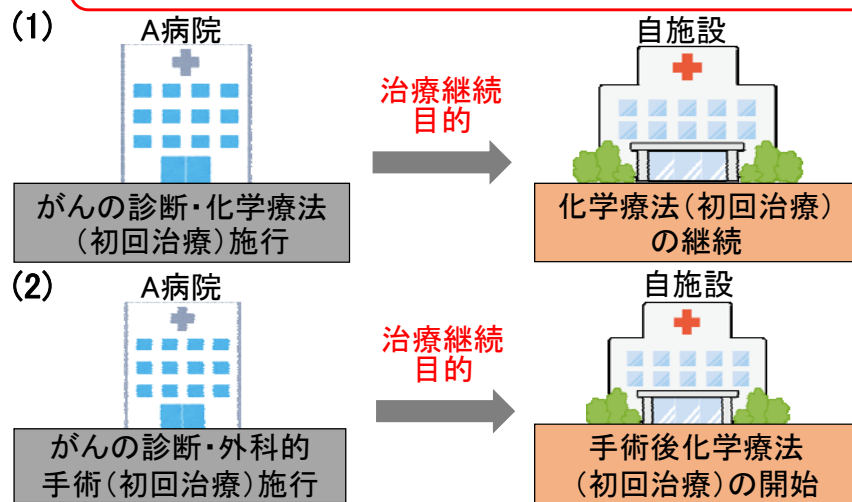 (1)
A病院
自施設
治療継続
目的
がんの診断・化学療法
(初回治療)施行
化学療法(初回治療)
の継続
(2)
A病院
自施設
治療継続
目的
がんの診断・外科的
手術(初回治療)施行
手術後化学療法
(初回治療)の開始